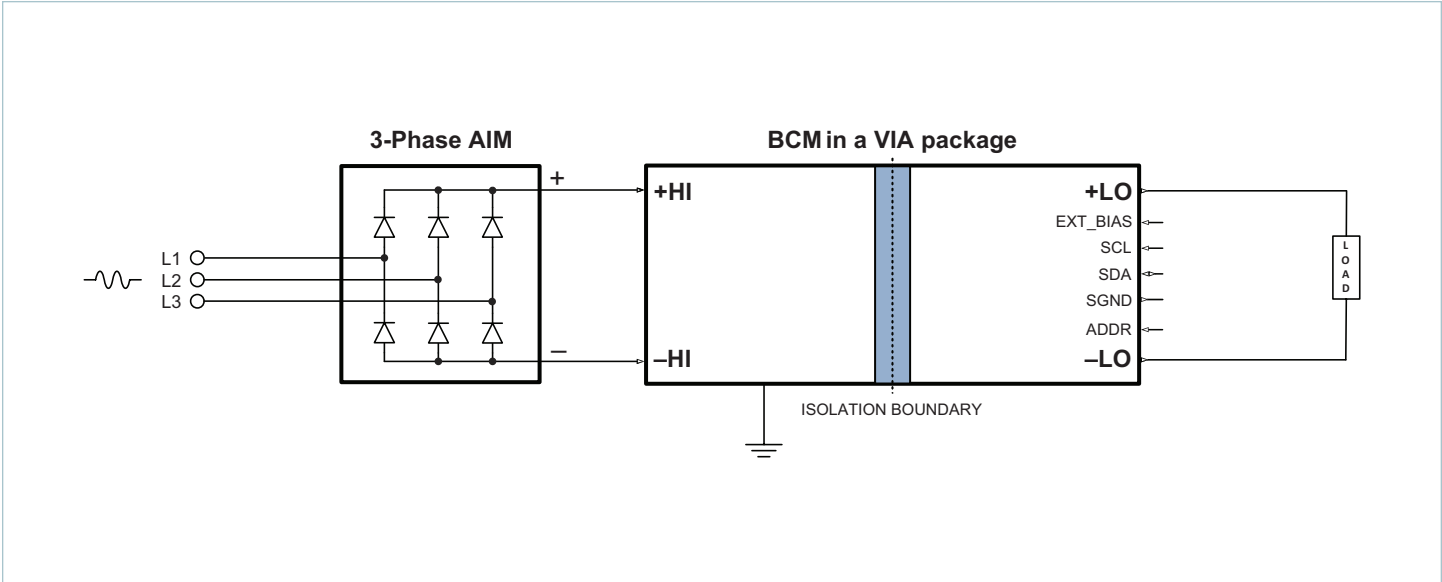 3-Phase AIM
BCM in a VIA package
+
+HI
+LO
EXT_BIAS
SCL
L1
L2
L3
SDA
SGND
ADDR
–
–HI
–LO
LOAD
ISOLATION BOUNDARY